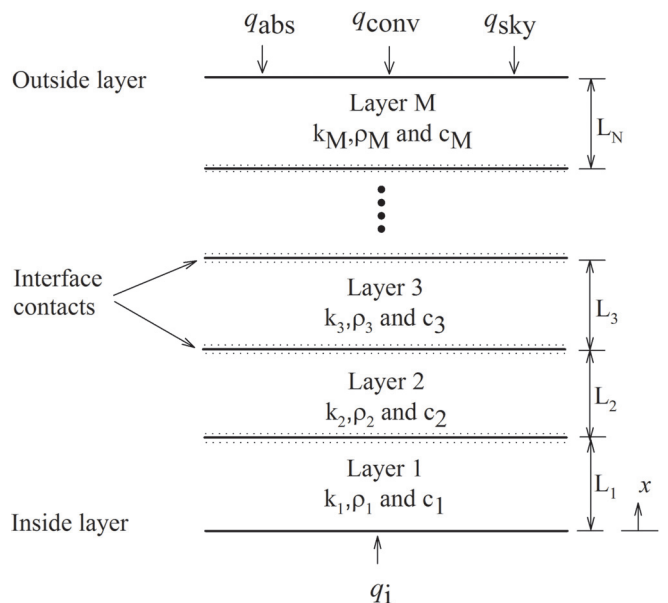 q_abs q_conv q_sky
Outside layer
Layer M
k_M,ρ_M and c_M
L_N
Interface
contacts
Layer 3
k_3,ρ_3 and c_3
L_3
Layer 2
k_2,ρ_2 and c_2
L_2
Layer 1
k_1,ρ_1 and c_1
L_1
x
Inside layer
q_i